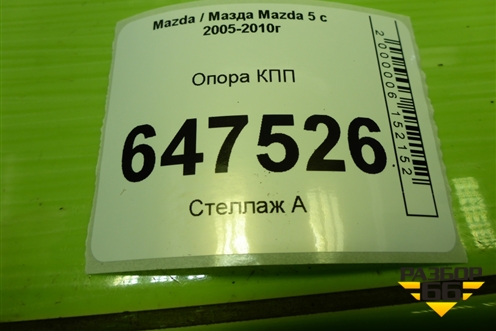 Mazda / Мазда Mazda 5 с
2005-2010г
Опора КПП
647526
Стеллаж А
2000006152152
РАЗБОР
66